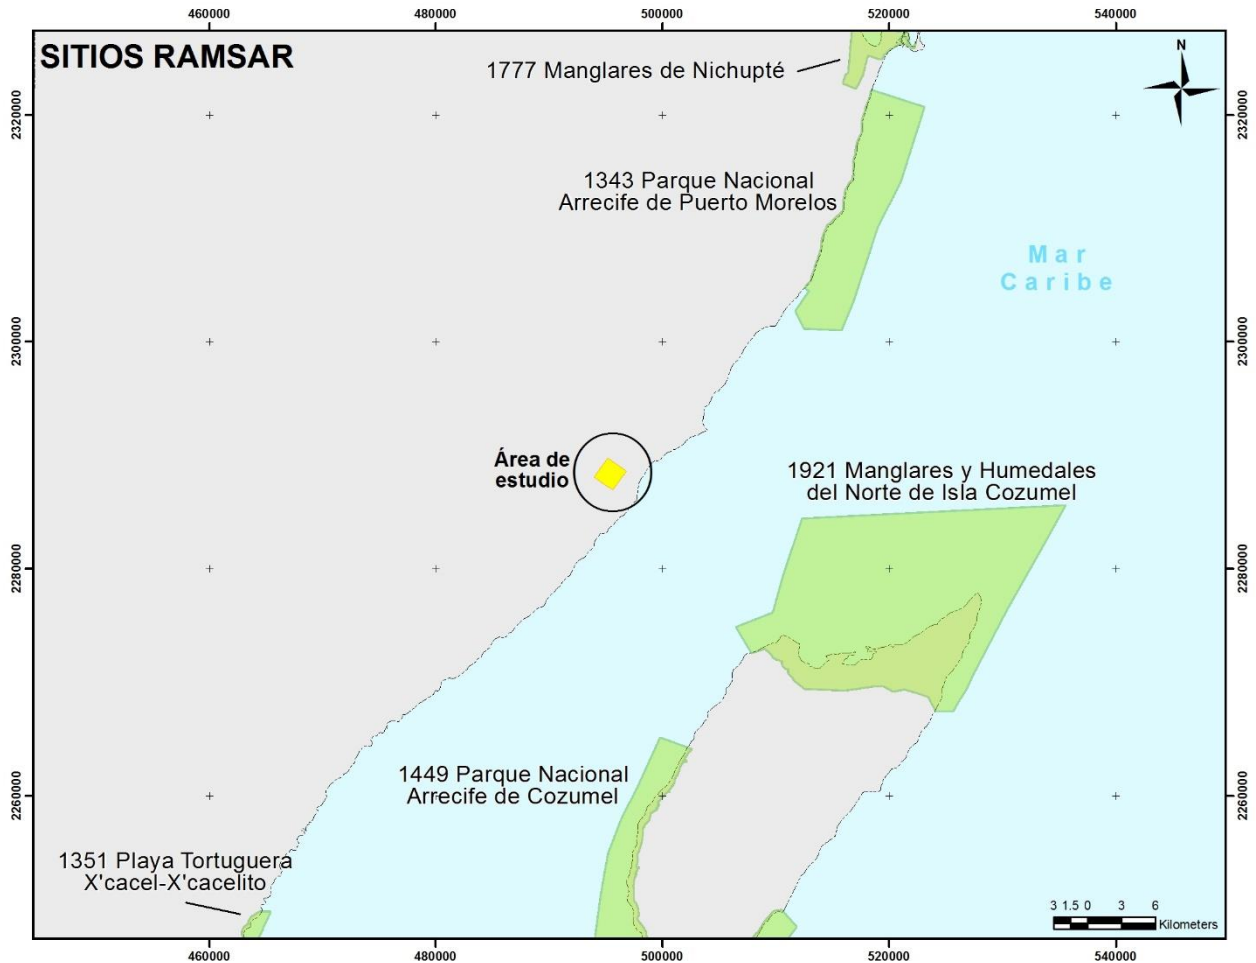 460000 480000 500000 520000 540000
SITIOS RAMSAR
N
1777 Manglares de Nichupté
2320000 2320000
1343 Parque Nacional
Arrecife de Puerto Morelos
Mar
Caribe
2300000 2300000
Área de
estudio
1921 Manglares y Humedales
del Norte de Isla Cozumel
2280000 2280000
1449 Parque Nacional
Arrecife de Cozumel
2260000 2260000
1351 Playa Tortuguera
X'cacel-X'cacelito
3 1.5 0 3 6
Kilometers
460000 480000 500000 520000 540000